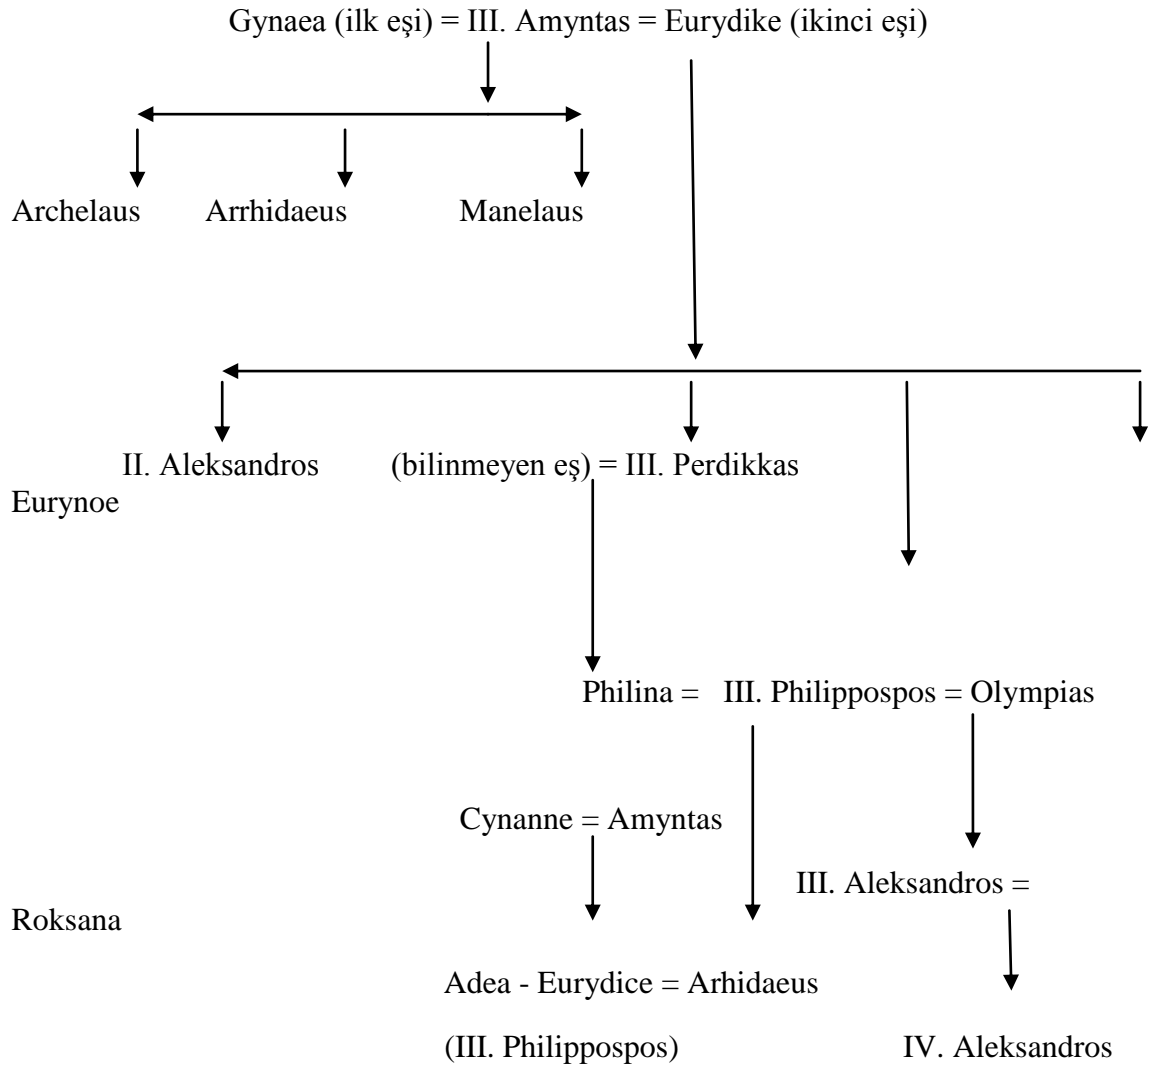 Gynaea (ilk eşi) = III. Amyntas = Eurydike (ikinci eşi)
Archelaus Arrhidaeus Manelaus
II. Aleksandros (bilinmeyen eş) = III. Perdikkas
Eurynoe
Philina = III. Philippospos = Olympias
Cynanne = Amyntas
III. Aleksandros =
Roksana
Adea - Eurydice = Arhidaeus
(III. Philippospos) IV. Aleksandros